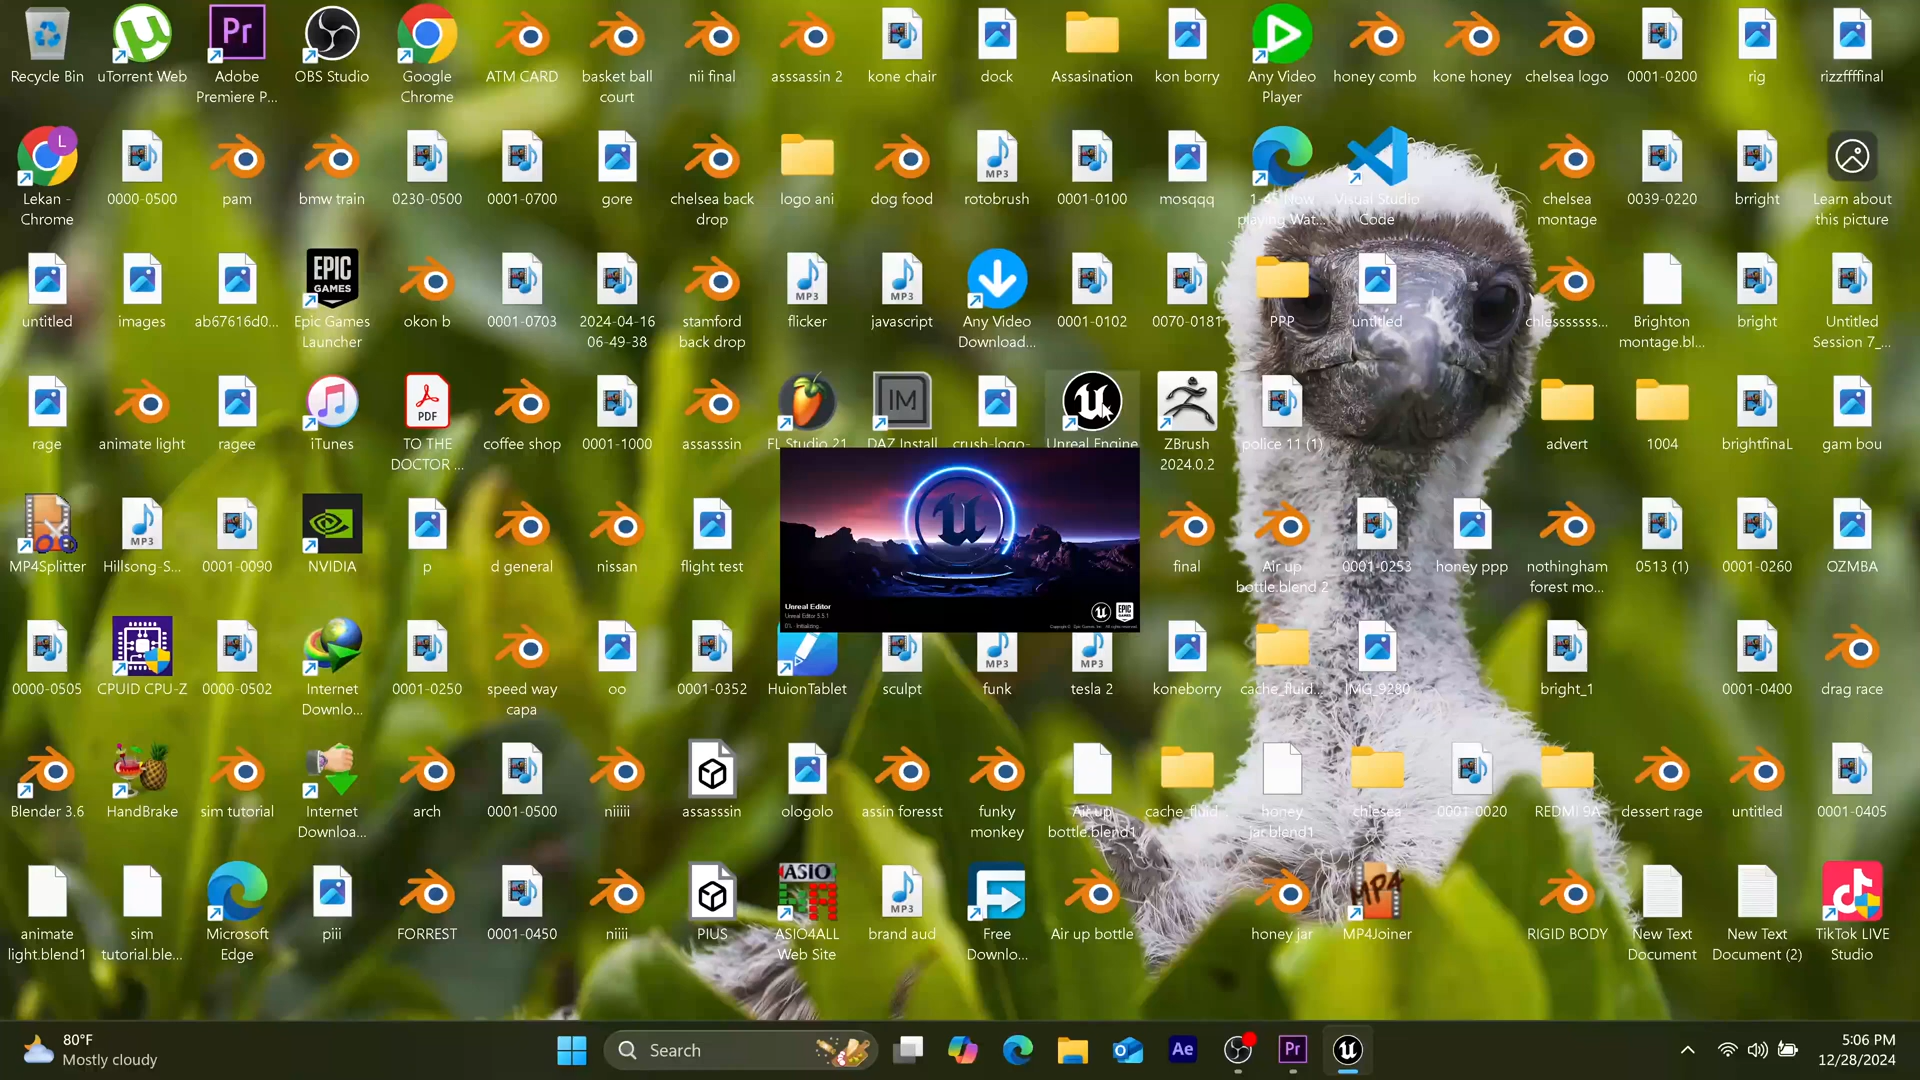 Recycle Bin
uTorrent Web
Adobe
Premiere P...
OBS Studio
Google
Chrome
ATM CARD
basket ball
court
nii final
asssassin 2
kone chair
dock
Assasination
kon borry
Any Video
Player
honey comb
kone honey
chelsea logo
0001-0200
rig
rizzffffinal
Lekan -
Chrome
0000-0500
pam
bmw train
0230-0500
0001-0700
gore
chelsea back
drop
logo ani
dog food
rotobrush
0001-0100
mosqqq
1-45 How
playing Wat...
Visual Studio
Code
chelsea
montage
0039-0220
brright
Learn about
this picture
untitled
images
ab67616d0...
Epic Games
Launcher
okon b
0001-0703
2024-04-16
06-49-38
stamford
back drop
flicker
javascript
Any Video
Download...
0001-0102
0070-0181
PPP
untitled
chlesssssss...
Brighton
montage.bl...
bright
Untitled
Session 7_...
rage
animate light
ragee
iTunes
TO THE
DOCTOR ...
coffee shop
0001-1000
assasssin
FL Studio 21
DAZ Install
crush-logo-
Unreal Engine
ZBrush
2024.0.2
police 11 (1)
advert
1004
brightfinaL
gam bou
MP4Splitter
Hillsong-S...
0001-0090
NVIDIA
p
d general
nissan
flight test
final
Air up
bottle.blend 2
0001-0253
honey ppp
nothingham
forest mo...
0513 (1)
0001-0260
OZMBA
Unreal Editor
Unreal Editor 5.5.1
0% - Initializing...
EPIC
GAMES
0000-0505
CPUID CPU-Z
0000-0502
Internet
Downlo...
0001-0250
speed way
capa
oo
0001-0352
HuionTablet
sculpt
funk
tesla 2
koneborry
cache_fluid...
IMG_9280
bright_1
0001-0400
drag race
Blender 3.6
HandBrake
sim tutorial
Internet
Downloa...
arch
0001-0500
niiiii
assasssin
ologolo
assin foresst
funky
monkey
Air up
bottle.blend1
cache_fluid
honey
jar.blend1
chlesea
0001-0020
REDMI 9A
dessert rage
untitled
0001-0405
animate
light.blend1
sim
tutorial.ble...
Microsoft
Edge
piii
FORREST
0001-0450
niiii
PIUS
ASIO4ALL
Web Site
brand aud
Free
Downlo...
Air up bottle
honey jar
MP4Joiner
RIGID BODY
New Text
Document
New Text
Document (2)
TikTok LIVE
Studio
80°F
Mostly cloudy
Search
5:06 PM
12/28/2024